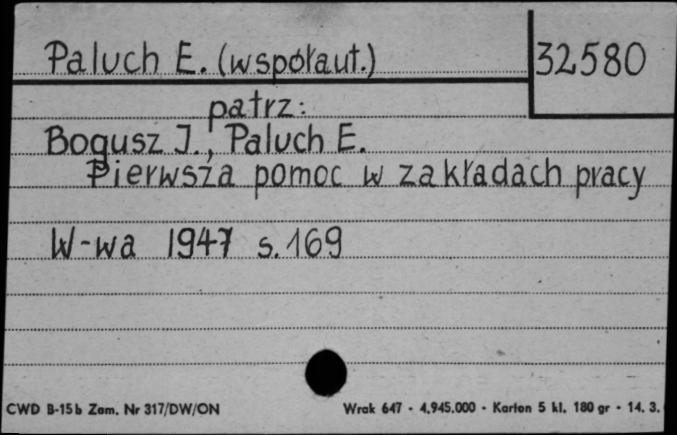 Paluch E. (współaut.) 32580
patrz:
Bogusz J., Paluch E.
Pierwsza pomoc w zakładach pracy
W-wa 1947 s. 169
CWD B-15b Zam. Nr 317/DW/ON Wrak 647 - 4.945.000 - Karton 5 kl. 180 gr - 14. 3.